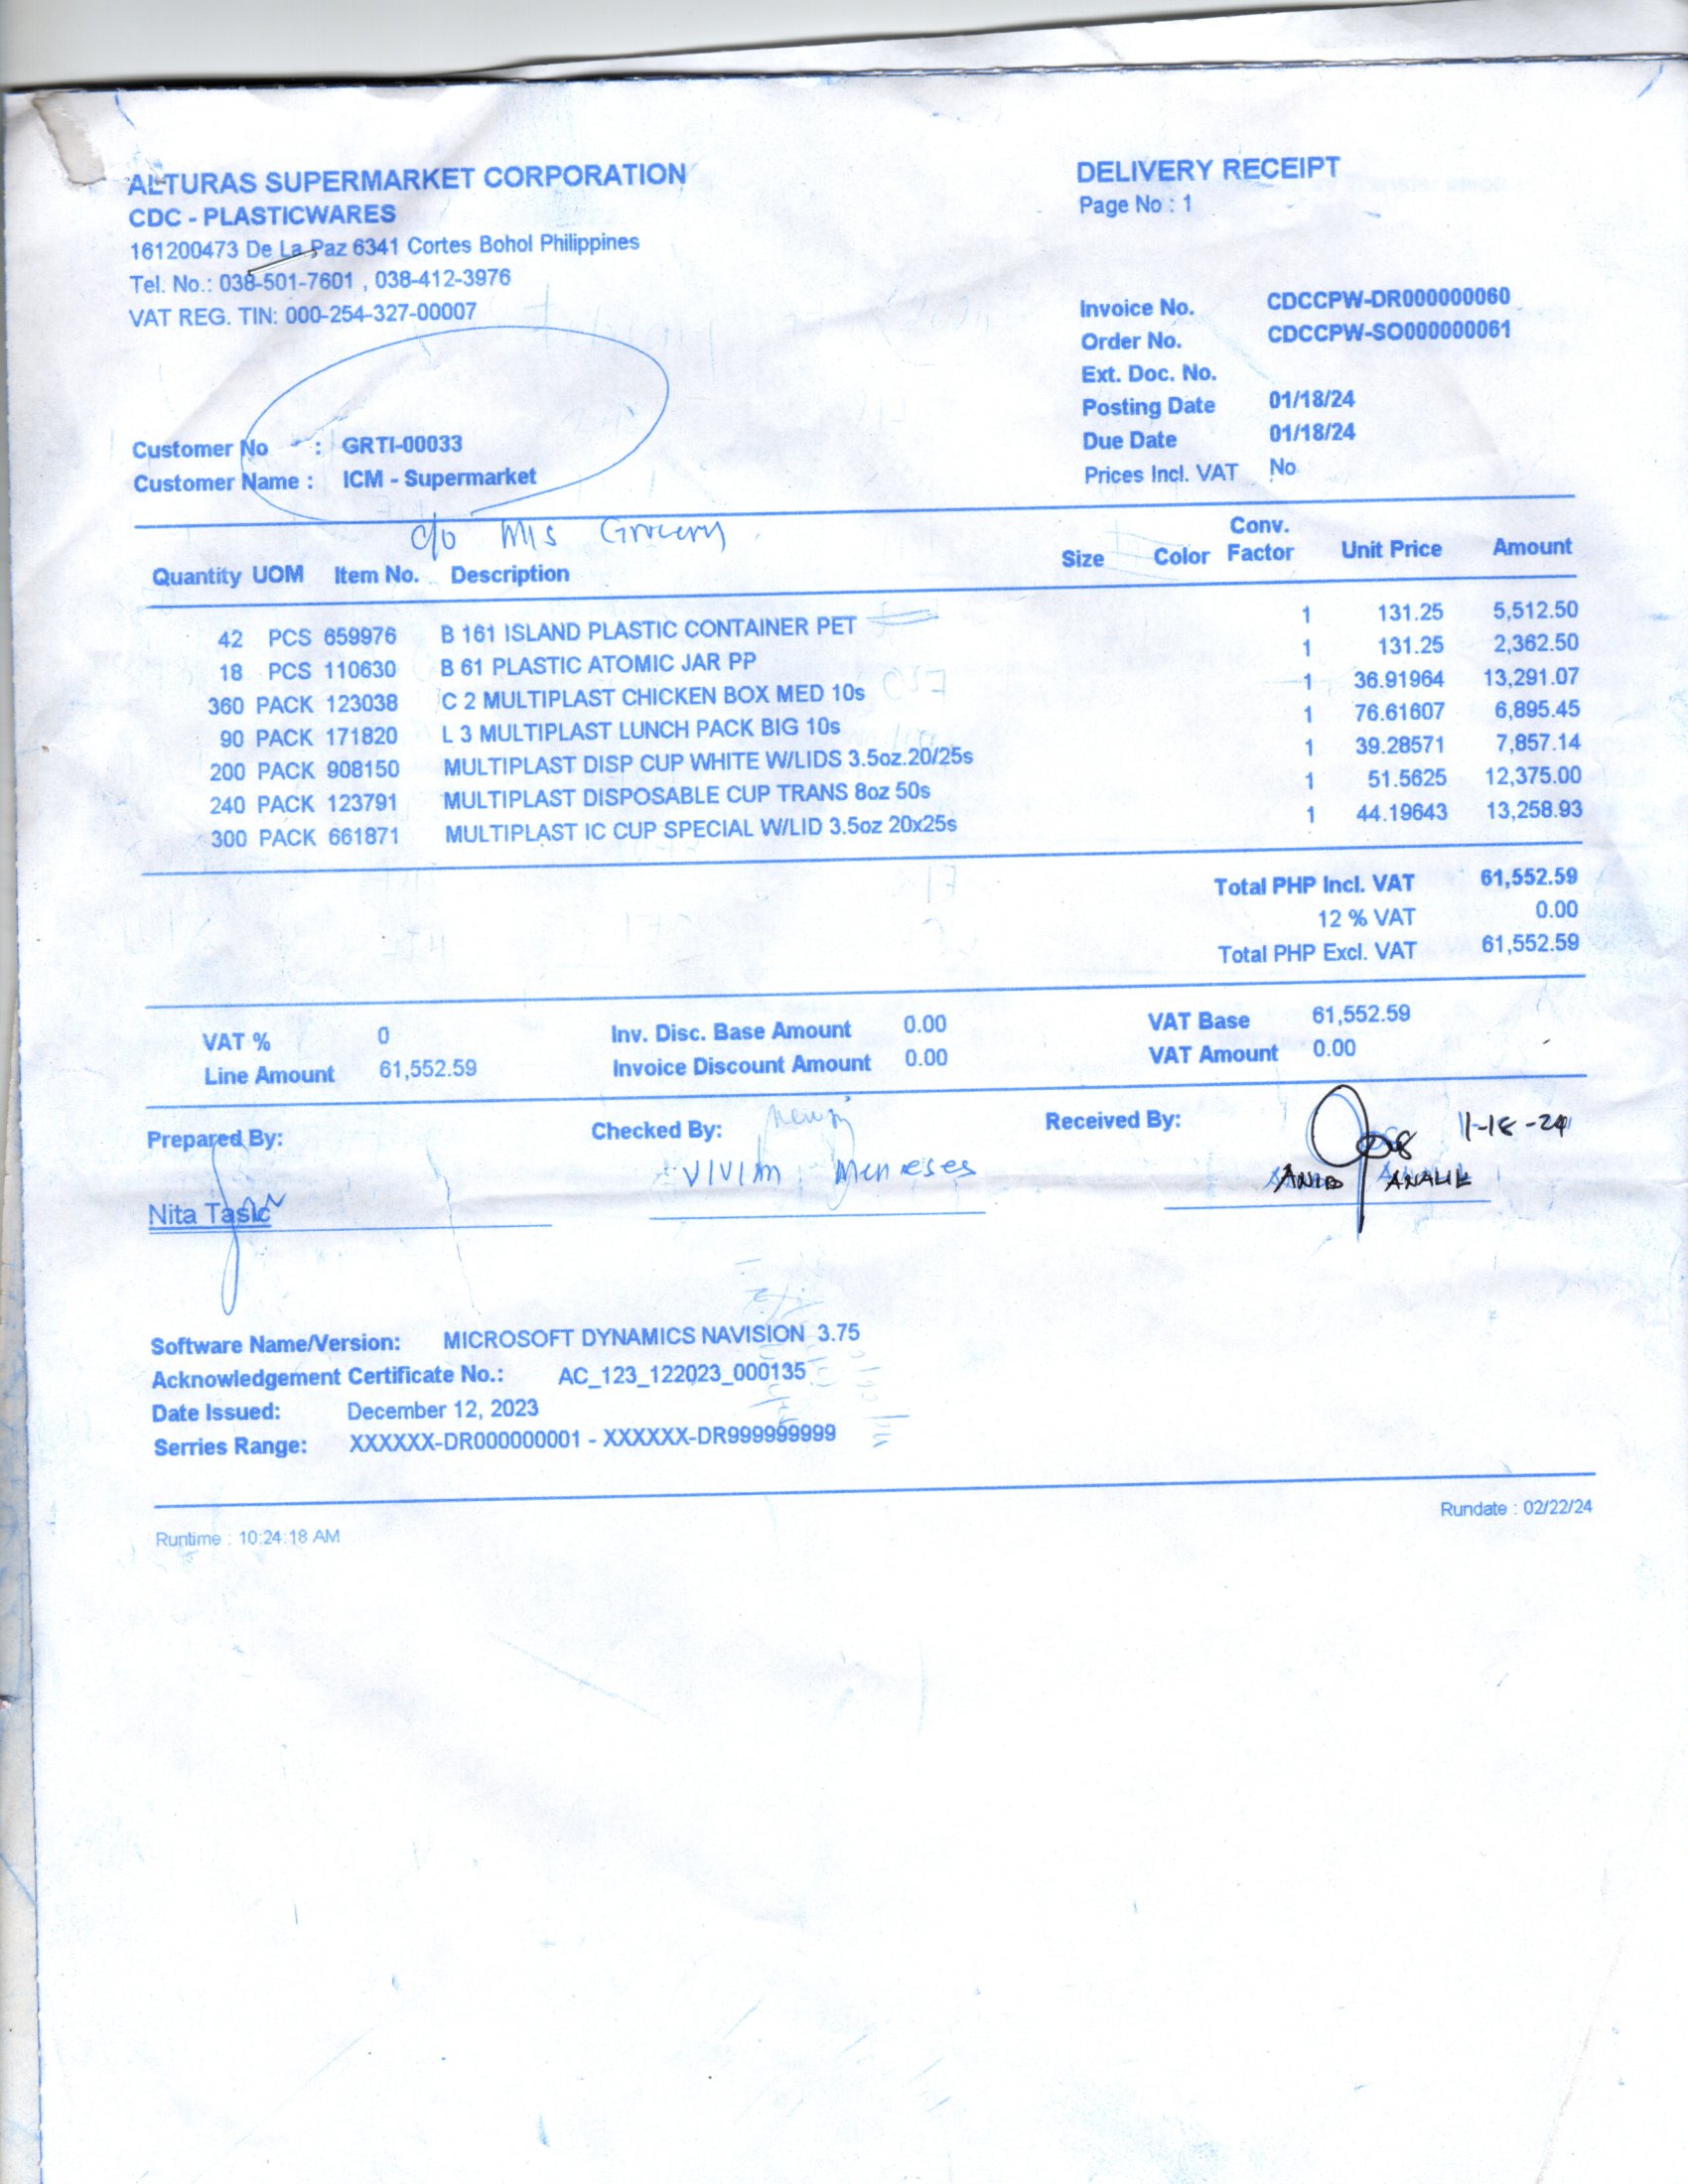 ALTURAS SUPERMARKET CORPORATION
CDC - PLASTICWARES
161200473 De La Paz 6341 Cortes Bohol Philippines
Tel. No.: 038-501-7601 , 038-412-3976
VAT REG. TIN: 000-254-327-00007
DELIVERY RECEIPT
Page No : 1
Invoice No. CDCCPW-DR000000060
Order No. CDCCPW-SO000000061
Ext. Doc. No.
Posting Date 01/18/24
Due Date 01/18/24
Prices Incl. VAT No
Customer No : GRTI-00033
Customer Name : ICM - Supermarket
c/o M/s Grocery
Quantity UOM Item No. Description Size Color Conv. Factor Unit Price Amount
42 PCS 659976 B 161 ISLAND PLASTIC CONTAINER PET 1 131.25 5,512.50
18 PCS 110630 B 61 PLASTIC ATOMIC JAR PP 1 131.25 2,362.50
360 PACK 123038 C 2 MULTIPLAST CHICKEN BOX MED 10s 1 36.91964 13,291.07
90 PACK 171820 L 3 MULTIPLAST LUNCH PACK BIG 10s 1 76.61607 6,895.45
200 PACK 908150 MULTIPLAST DISP CUP WHITE W/LIDS 3.5oz.20/25s 1 39.28571 7,857.14
240 PACK 123791 MULTIPLAST DISPOSABLE CUP TRANS 8oz 50s 1 51.5625 12,375.00
300 PACK 661871 MULTIPLAST IC CUP SPECIAL W/LID 3.5oz 20x25s 1 44.19643 13,258.93
Total PHP Incl. VAT 61,552.59
12 % VAT 0.00
Total PHP Excl. VAT 61,552.59
VAT % 0 Inv. Disc. Base Amount 0.00 VAT Base 61,552.59
Line Amount 61,552.59 Invoice Discount Amount 0.00 VAT Amount 0.00
Prepared By: Checked By: Received By: 1-18-24
Nita Tasic Meneses
Software Name/Version: MICROSOFT DYNAMICS NAVISION 3.75
Acknowledgement Certificate No.: AC_123_122023_000135
Date Issued: December 12, 2023
Serries Range: XXXXXX-DR000000001 - XXXXXX-DR999999999
Rundate : 02/22/24
Runtime : 10:24:18 AM